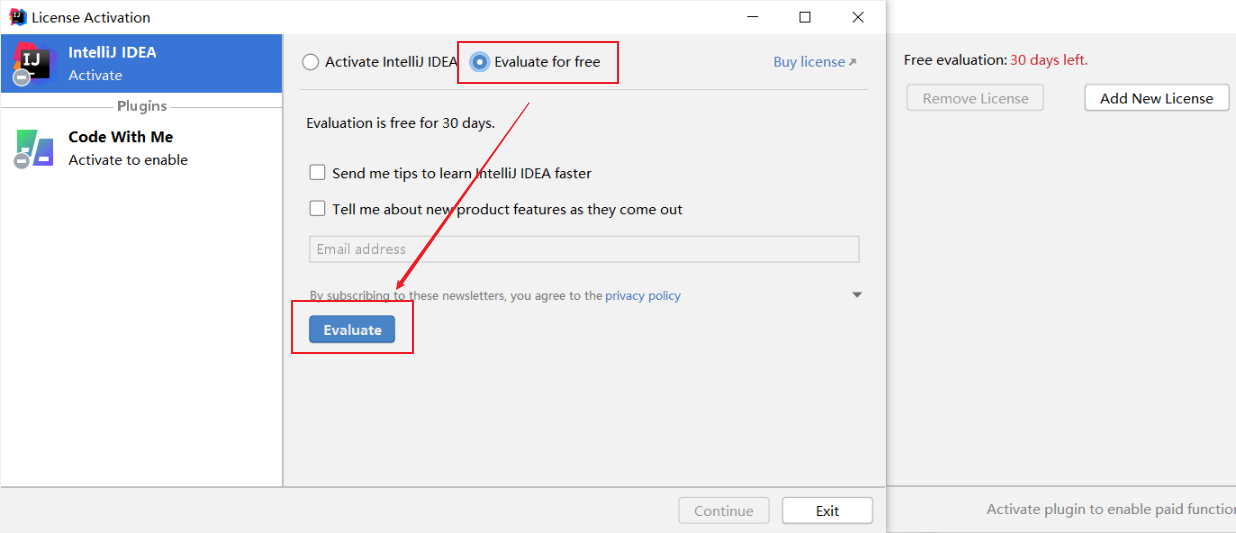 License Activation
IntelliJ IDEA
Activate
Plugins
Code With Me
Activate to enable
Activate IntelliJ IDEA
Evaluate for free
Buy license
Evaluation is free for 30 days.
Send me tips to learn IntelliJ IDEA faster
Tell me about new product features as they come out
Email address
By subscribing to these newsletters, you agree to the privacy policy
Evaluate
Continue
Exit
Free evaluation: 30 days left.
Remove License
Add New License
Activate plugin to enable paid function